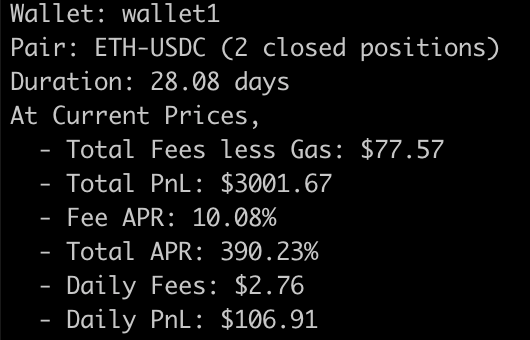 Wallet: wallet1
Pair: ETH-USDC (2 closed positions)
Duration: 28.08 days
At Current Prices,
- Total Fees less Gas: $77.57
- Total PnL: $3001.67
- Fee APR: 10.08%
- Total APR: 390.23%
- Daily Fees: $2.76
- Daily PnL: $106.91